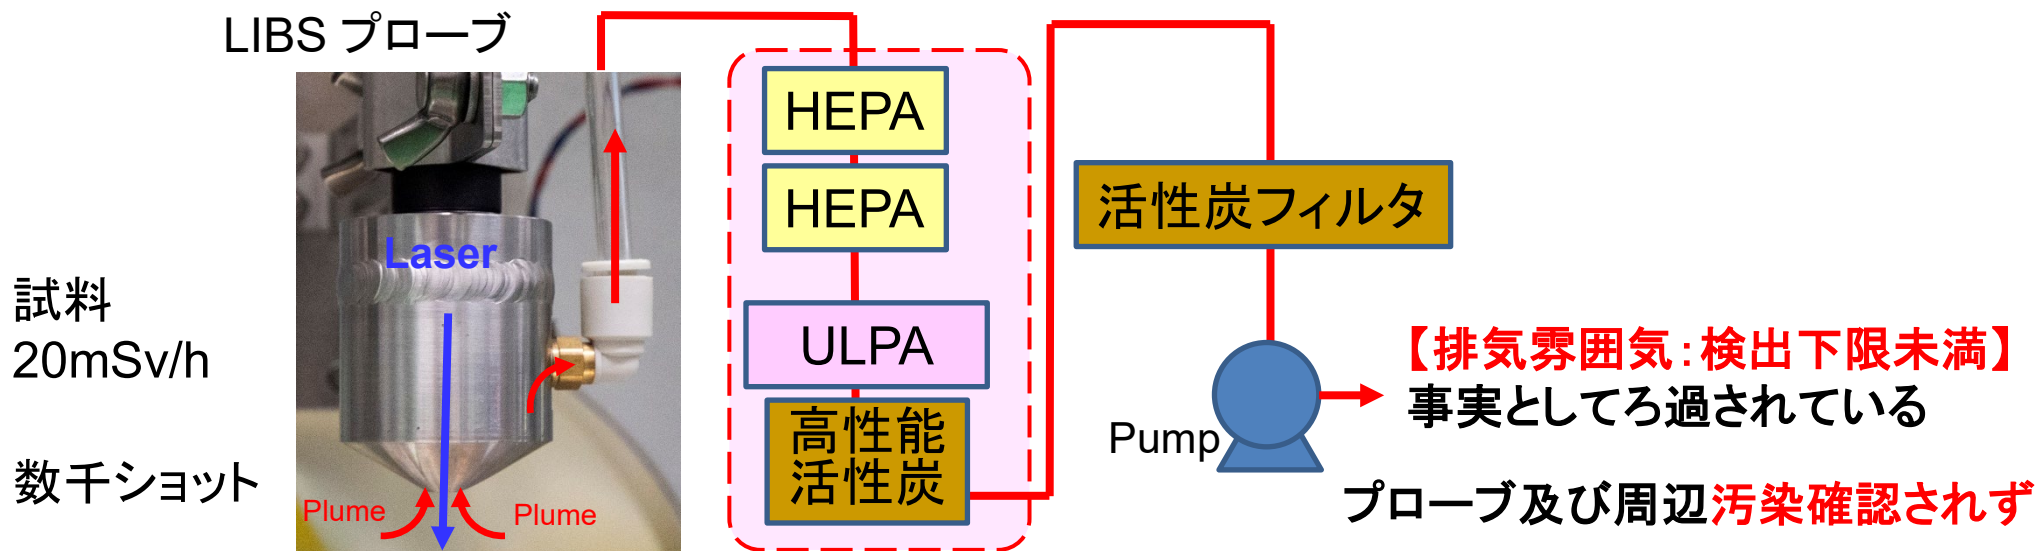 LIBS プローブ
試料
20mSv/h
数千ショット
Laser
Plume
Plume
HEPA
HEPA
ULPA
高性能
活性炭
活性炭フィルタ
Pump
【排気雰囲気：検出下限未満】
事実としてろ過されている
プローブ及び周辺汚染確認されず